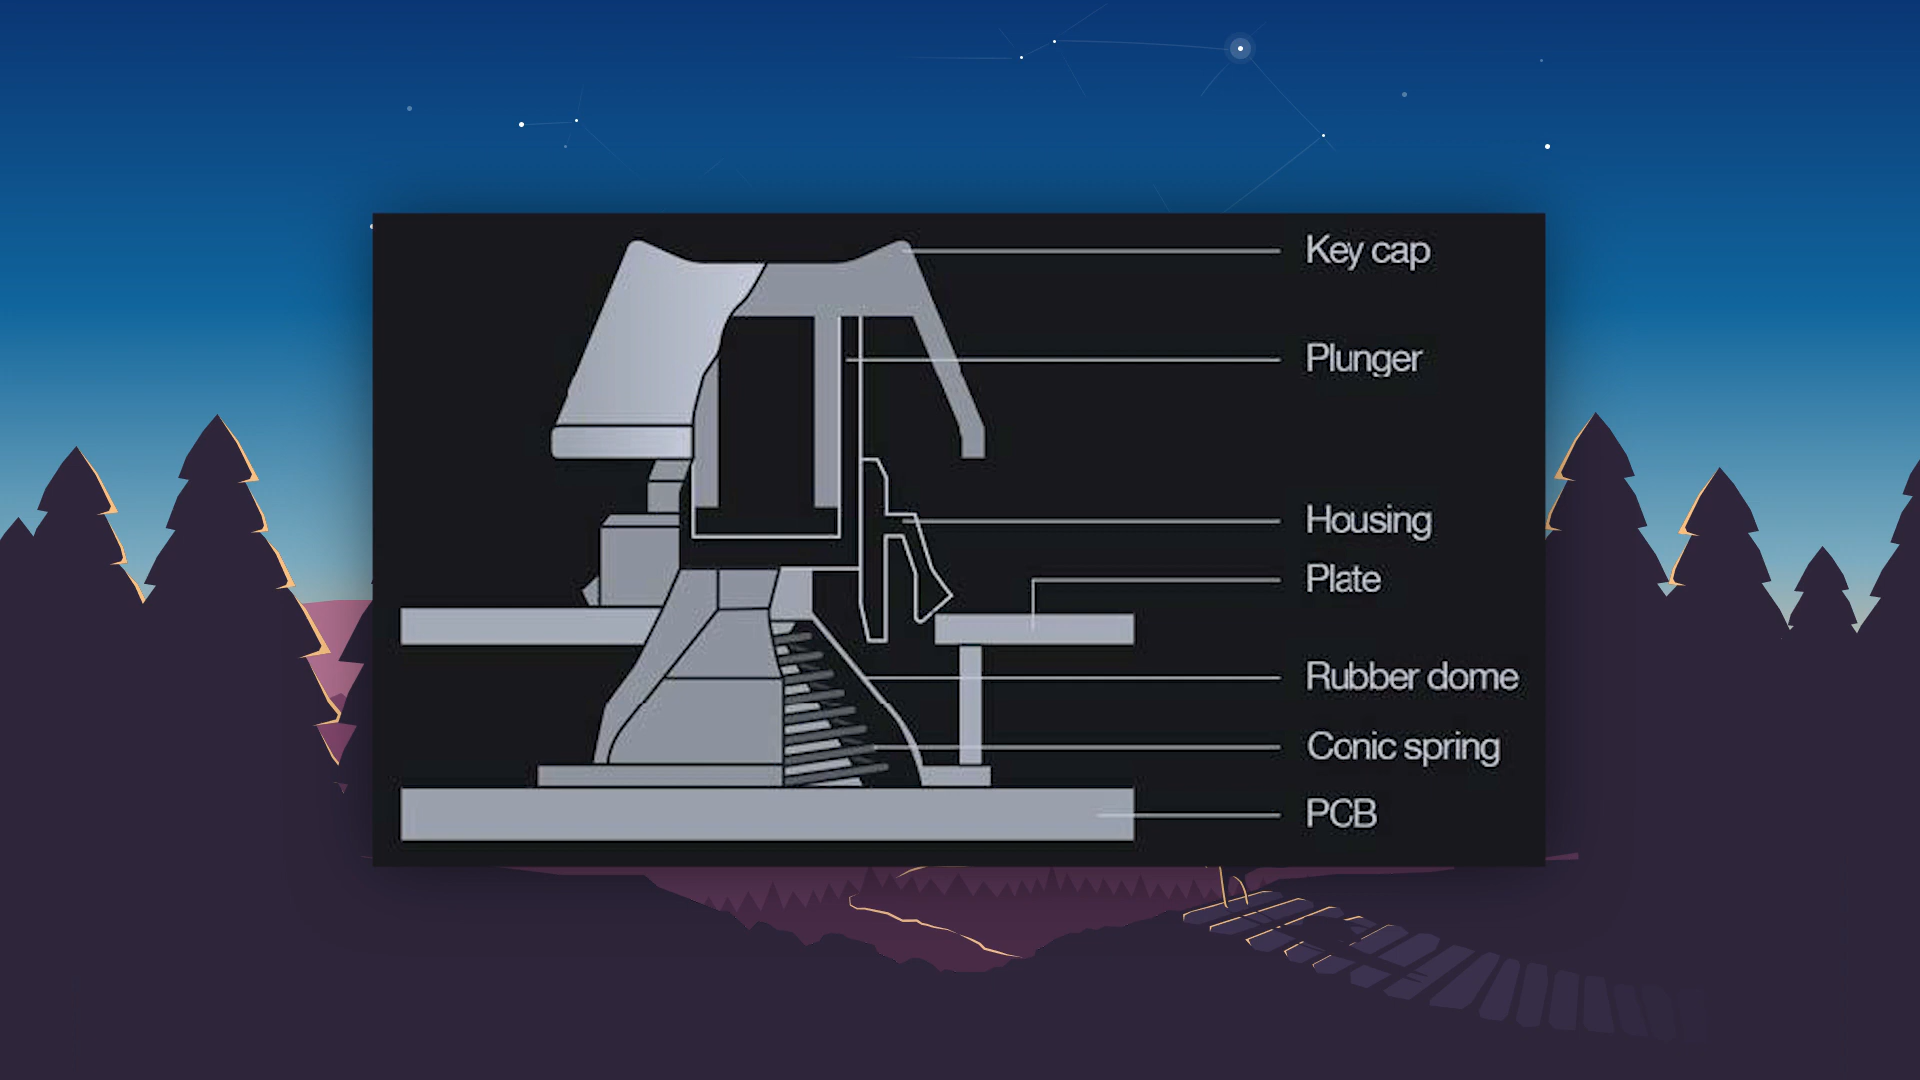 Key cap
Plunger
Housing
Plate
Rubber dome
Conic spring
PCB